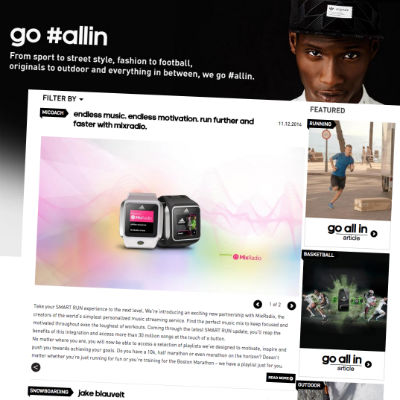 go #allin
From sport to street style, fashion to football,
originals to outdoor and everything in between, we go #allin.
FILTER BY
FEATURED
MICOACH
endless music. endless motivation. run further and
faster with mixradio.
11.12.2014
RUNNING
go all in
article
MixRadio
1 of 2
BASKETBALL
go all in
article
Take your SMART RUN experience to the next level. We're introducing an exciting new partnership with MixRadio, the
creators of the world's simplest personalized music streaming service. Find the perfect music mix to keep focused and
motivated throughout even the toughest of workouts. Coming through the latest SMART RUN update, you'll reap the
benefits of this integration and access more than 30 million songs at the touch of a button.
No matter where you are, you will now be able to access a selection of playlists we've designed to motivate, inspire and
push you towards achieving your goals. Do you have a 10k, half marathon or even marathon on the horizon? Doesn't
matter whether you're just running for fun or you're training for the Boston Marathon – we have a playlist just for you.
READ MORE
SNOWBOARDING
jake blauvelt
OUTDOOR